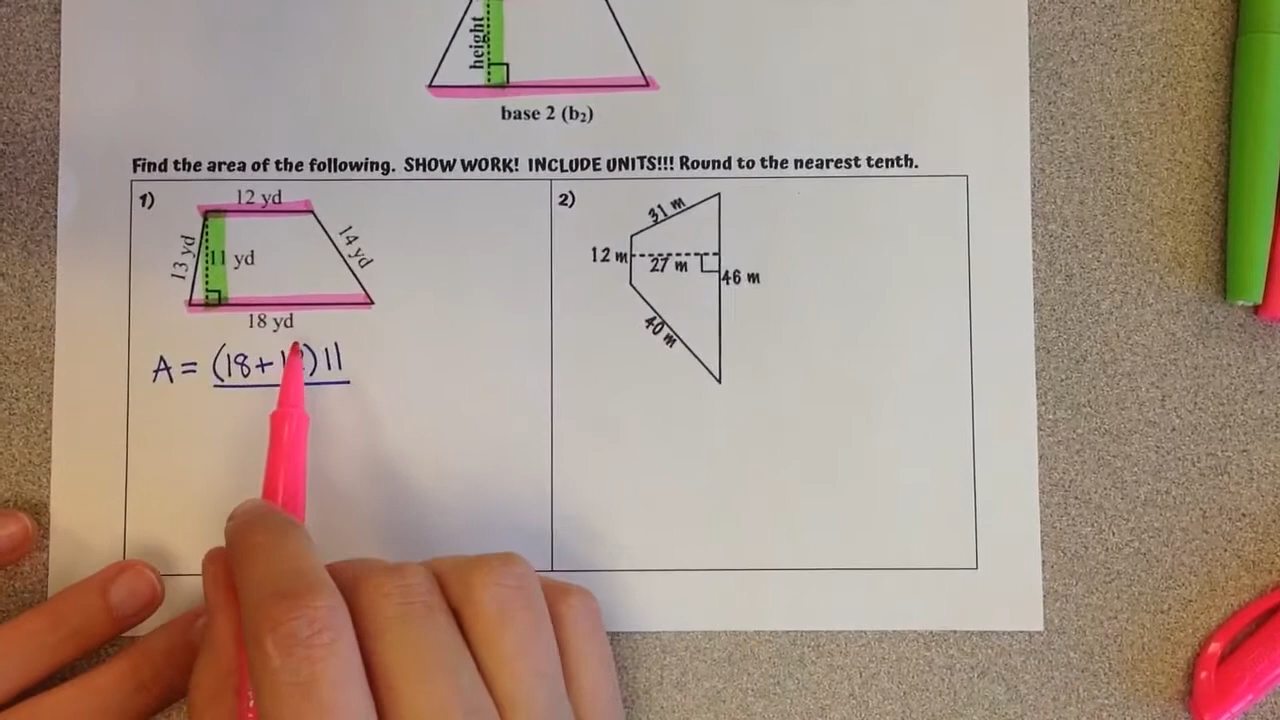 height
base 2 (b₂)
Find the area of the following. SHOW WORK! INCLUDE UNITS!!! Round to the nearest tenth.
1)
12 yd
13 yd
11 yd
14 yd
18 yd
A = (18+ )11
2)
31 m
12 m
27 m
46 m
40 m